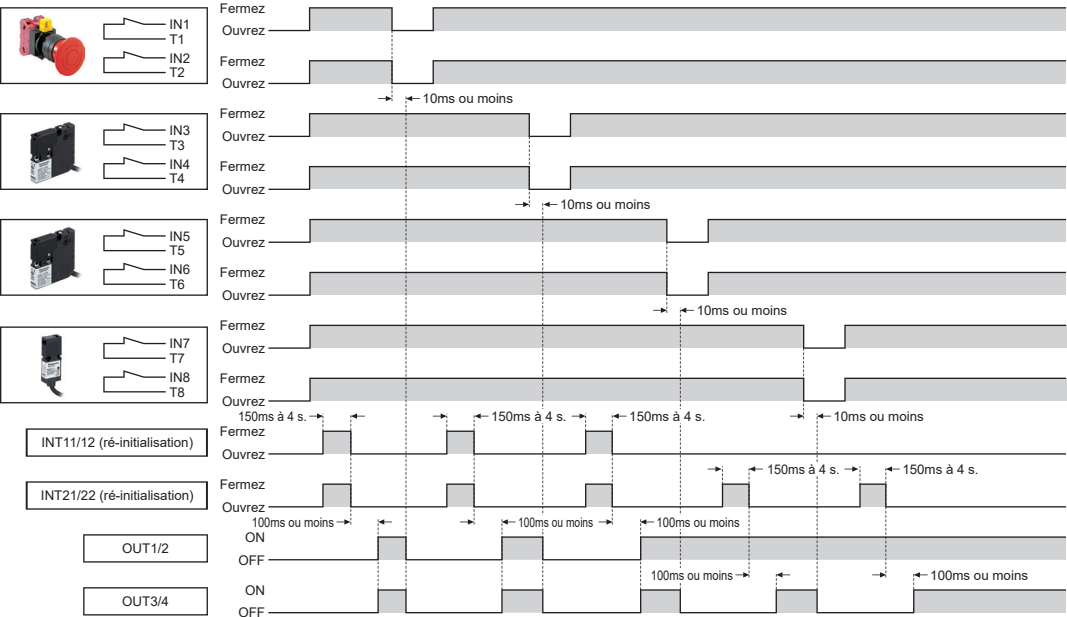 Fermez
IN1
Ouvrez
T1
IN2
Fermez
T2
Ouvrez
10ms ou moins
Fermez
IN3
Ouvrez
T3
IN4
Fermez
T4
Ouvrez
10ms ou moins
Fermez
IN5
Ouvrez
T5
IN6
Fermez
T6
Ouvrez
10ms ou moins
Fermez
IN7
Ouvrez
T7
IN8
Fermez
T8
Ouvrez
150ms à 4 s.
150ms à 4 s.
150ms à 4 s.
10ms ou moins
INT11/12 (ré-initialisation)
Fermez
Ouvrez
150ms à 4 s.
150ms à 4 s.
INT21/22 (ré-initialisation)
Fermez
Ouvrez
100ms ou moins
100ms ou moins
100ms ou moins
OUT1/2
ON
OFF
100ms ou moins
100ms ou moins
OUT3/4
ON
OFF